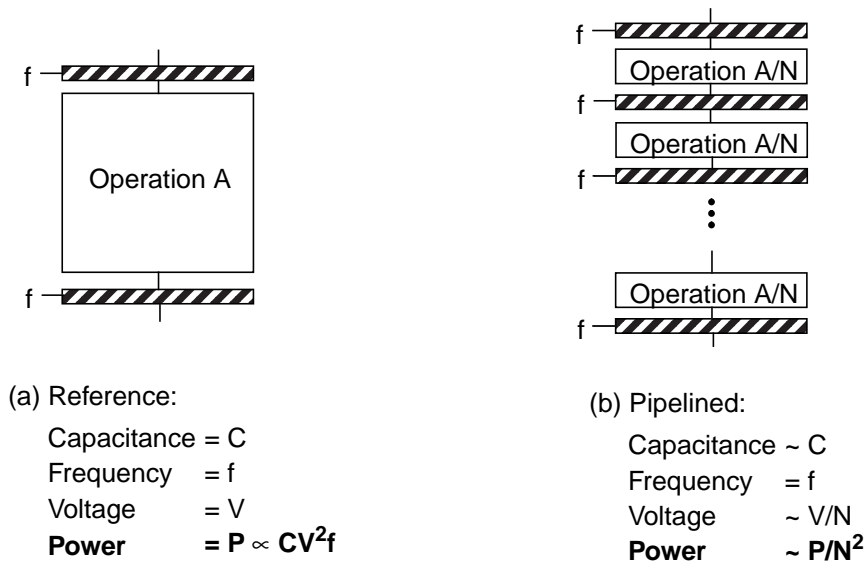 f
Operation A
f
(a) Reference:
Capacitance = C
Frequency = f
Voltage = V
Power = P ∝ CV²f
f
Operation A/N
f
Operation A/N
f
Operation A/N
f
(b) Pipelined:
Capacitance ~ C
Frequency = f
Voltage ~ V/N
Power ~ P/N²